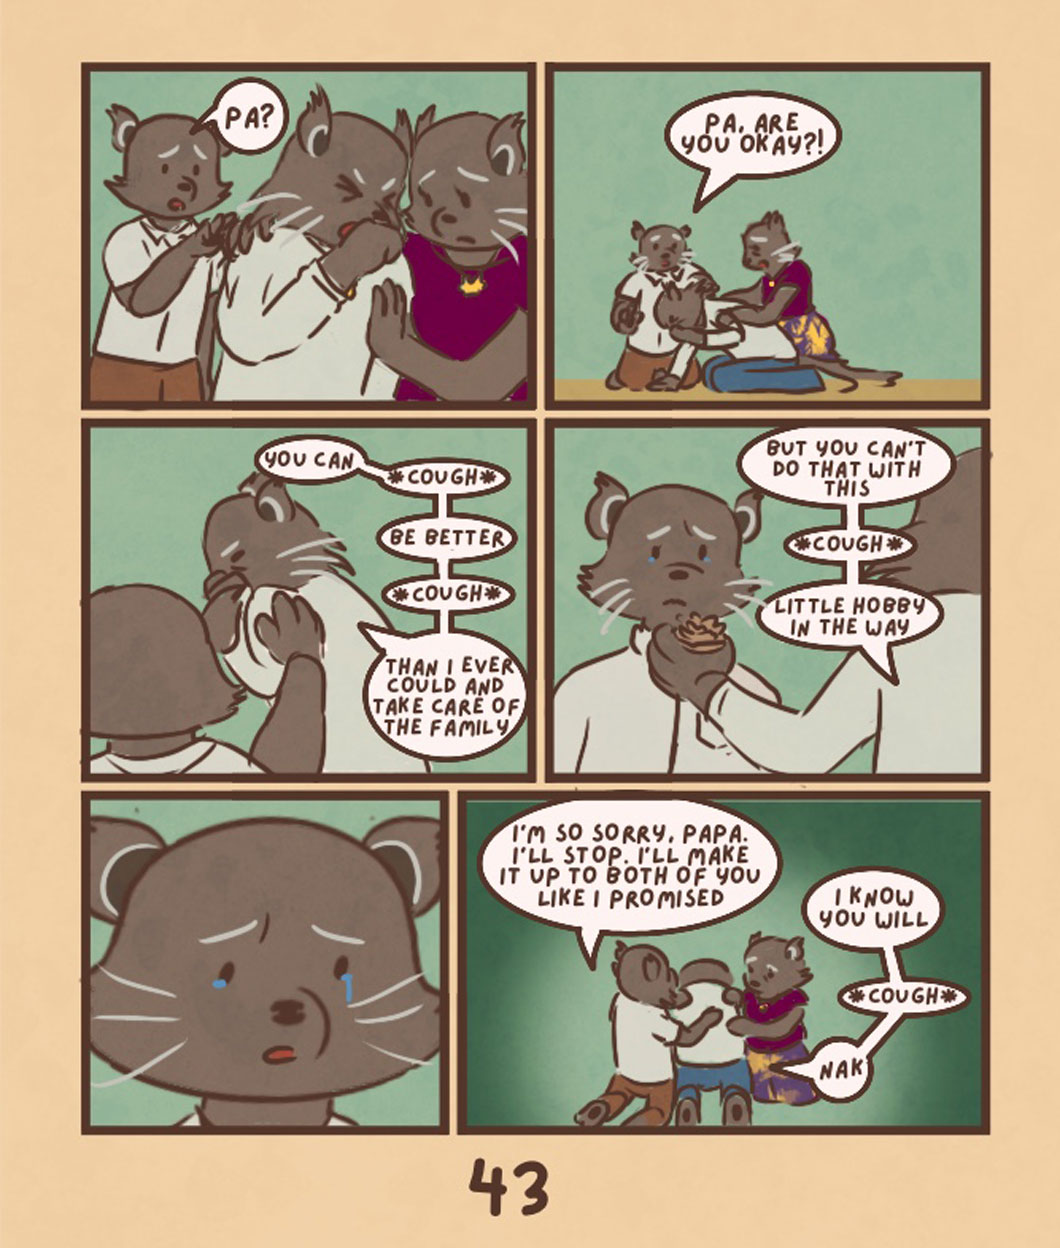 PA?
PA, ARE
YOU OKAY?!
YOU CAN
*COUGH*
BE BETTER
*COUGH*
THAN I EVER
COULD AND
TAKE CARE OF
THE FAMILY
BUT YOU CAN'T
DO THAT WITH
THIS
*COUGH*
LITTLE HOBBY
IN THE WAY
I'M SO SORRY, PAPA.
I'LL STOP. I'LL MAKE
IT UP TO BOTH OF YOU
LIKE I PROMISED
I KNOW
YOU WILL
*COUGH*
NAK
43